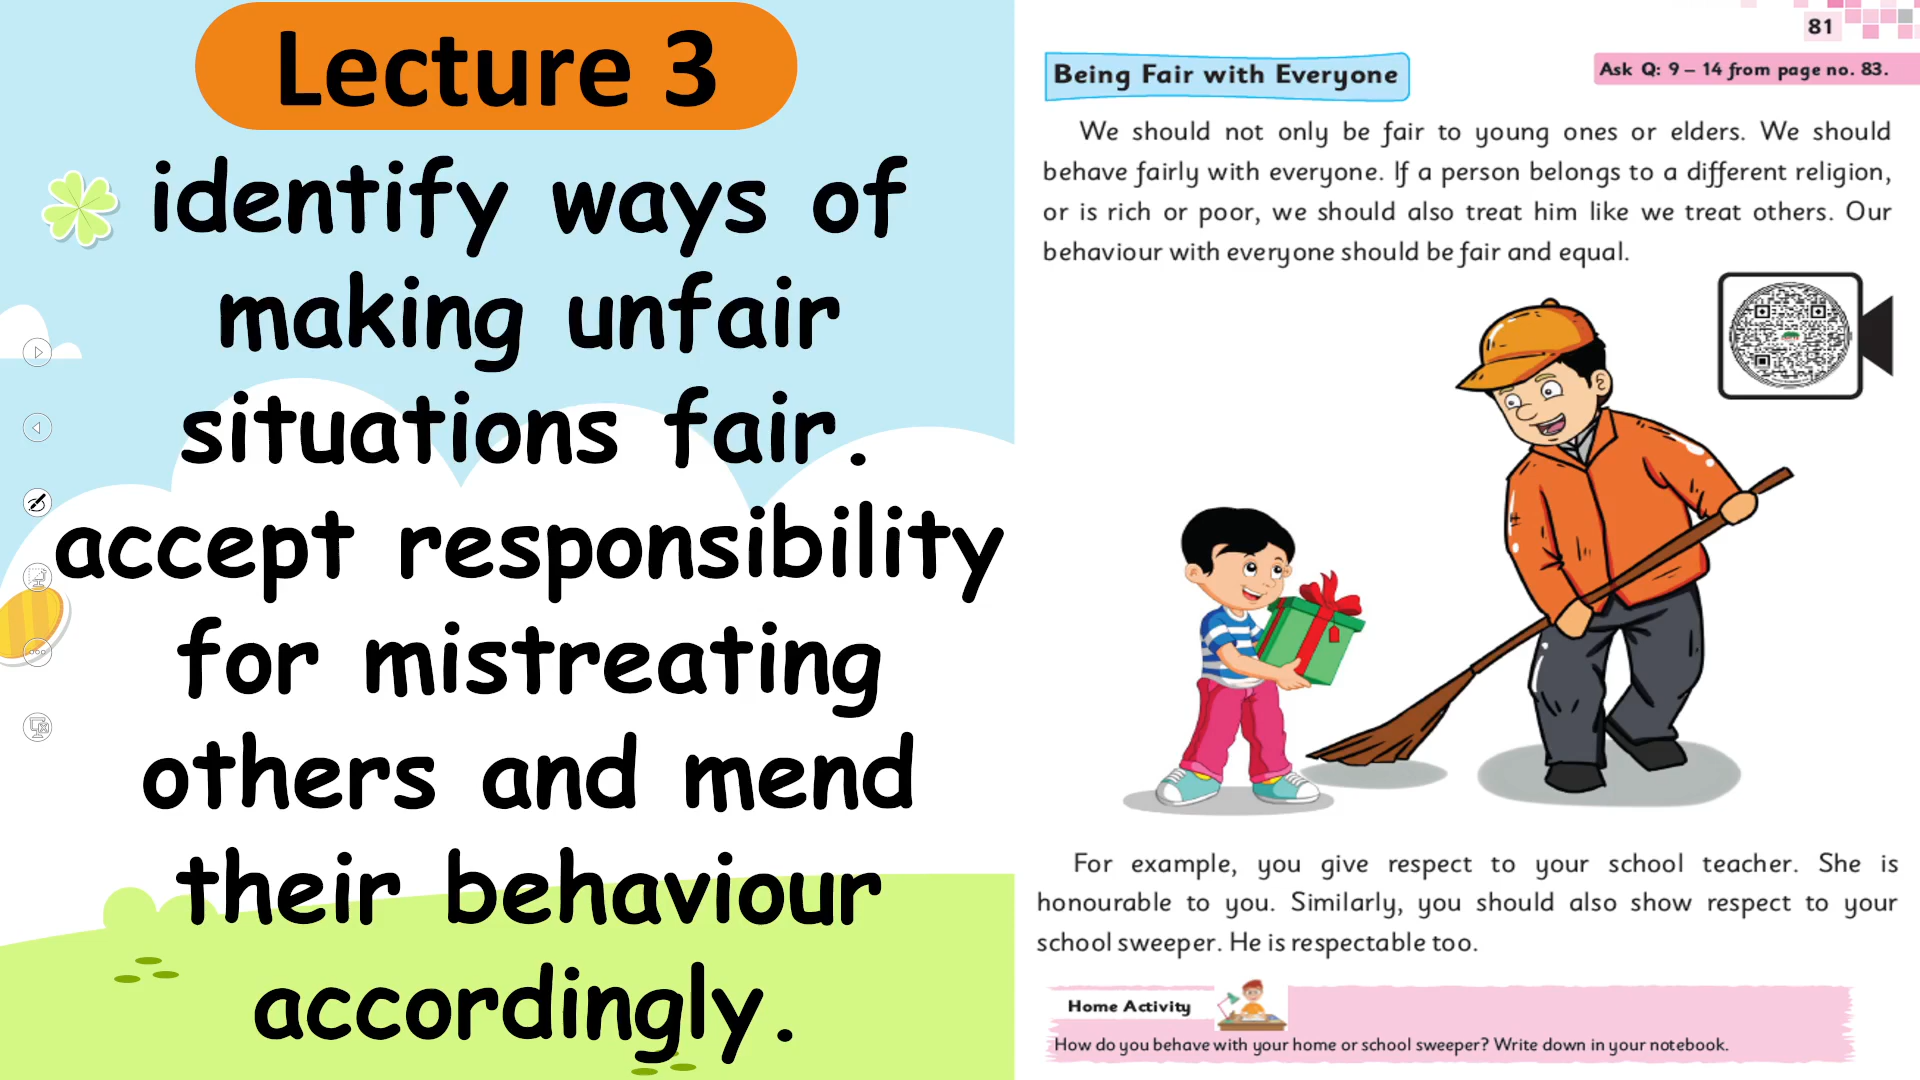 Lecture 3
identify ways of
making unfair
situations fair.
accept responsibility
for mistreating
others and mend
their behaviour
accordingly.
81
Being Fair with Everyone
Ask Q: 9 – 14 from page no. 83.
We should not only be fair to young ones or elders. We should
behave fairly with everyone. If a person belongs to a different religion,
or is rich or poor, we should also treat him like we treat others. Our
behaviour with everyone should be fair and equal.
For example, you give respect to your school teacher. She is
honourable to you. Similarly, you should also show respect to your
school sweeper. He is respectable too.
Home Activity
How do you behave with your home or school sweeper? Write down in your notebook.